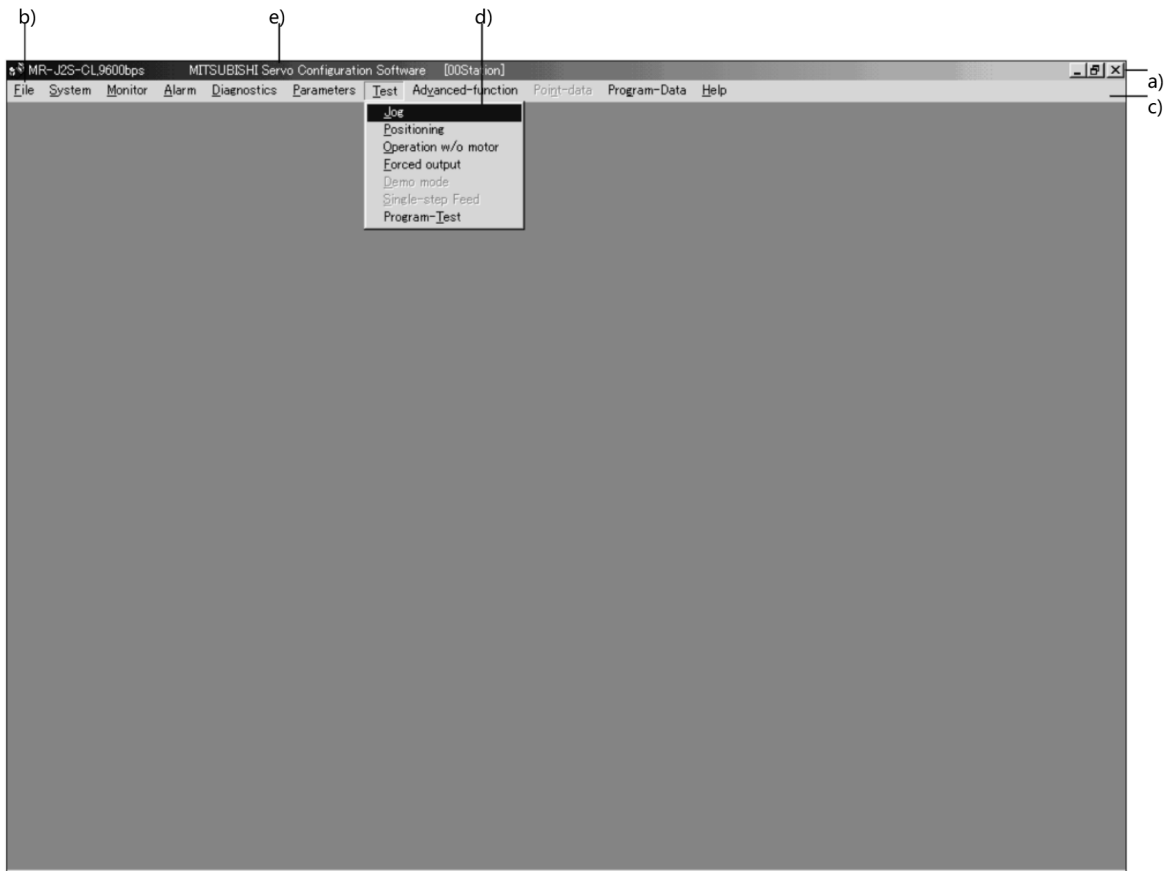 b) e) d)
MR-J2S-CL,9600bps MITSUBISHI Servo Configuration Software [00Station]
a)
File System Monitor Alarm Diagnostics Parameters Test Advanced-function Point-data Program-Data Help
c)
Jog
Positioning
Operation w/o motor
Forced output
Demo mode
Single-step Feed
Program-Test